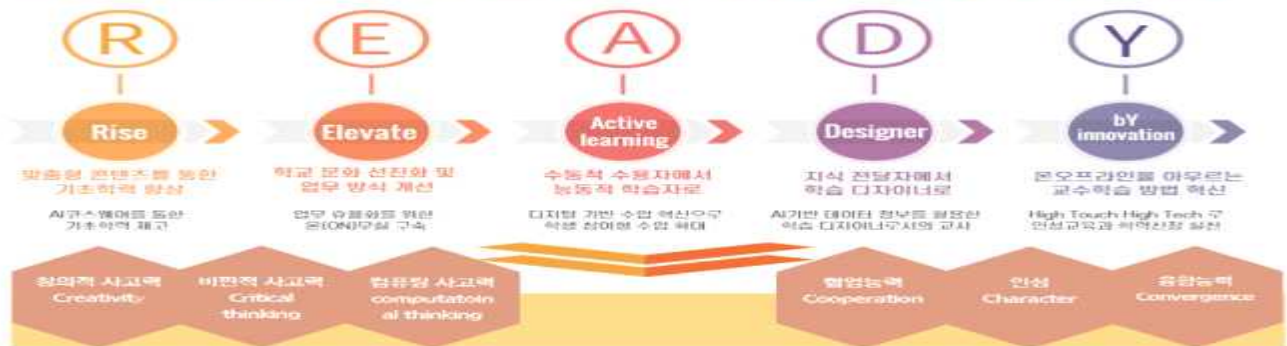 R E A D Y
Rise
Elevate
Active
learning
Designer
bY
innovation
맞춤형 콘텐츠를 통한
기초학력 향상
학교 문화 선진화 및
업무 방식 개선
수동적 수용자에서
능동적 학습자로
지식 전달자에서
학습 디자이너로
온오프라인을 아우르는
교수학습 방법 혁신
AI코스웨어를 통한
기초학력 제고
업무 효율화를 위한
온(ON)무실 구축
디지털 기반 수업 혁신으로
학생 참여형 수업 확대
AI기반 데이터 정보를 활용한
학습 디자이너로서의 교사
High Touch High Tech 로
인성교육과 학력신장 실현
창의적 사고력
Creativity
비판적 사고력
Critical
thinking
컴퓨팅 사고력
computatoin
al thinking
협업능력
Cooperation
인성
Character
융합능력
Convergence